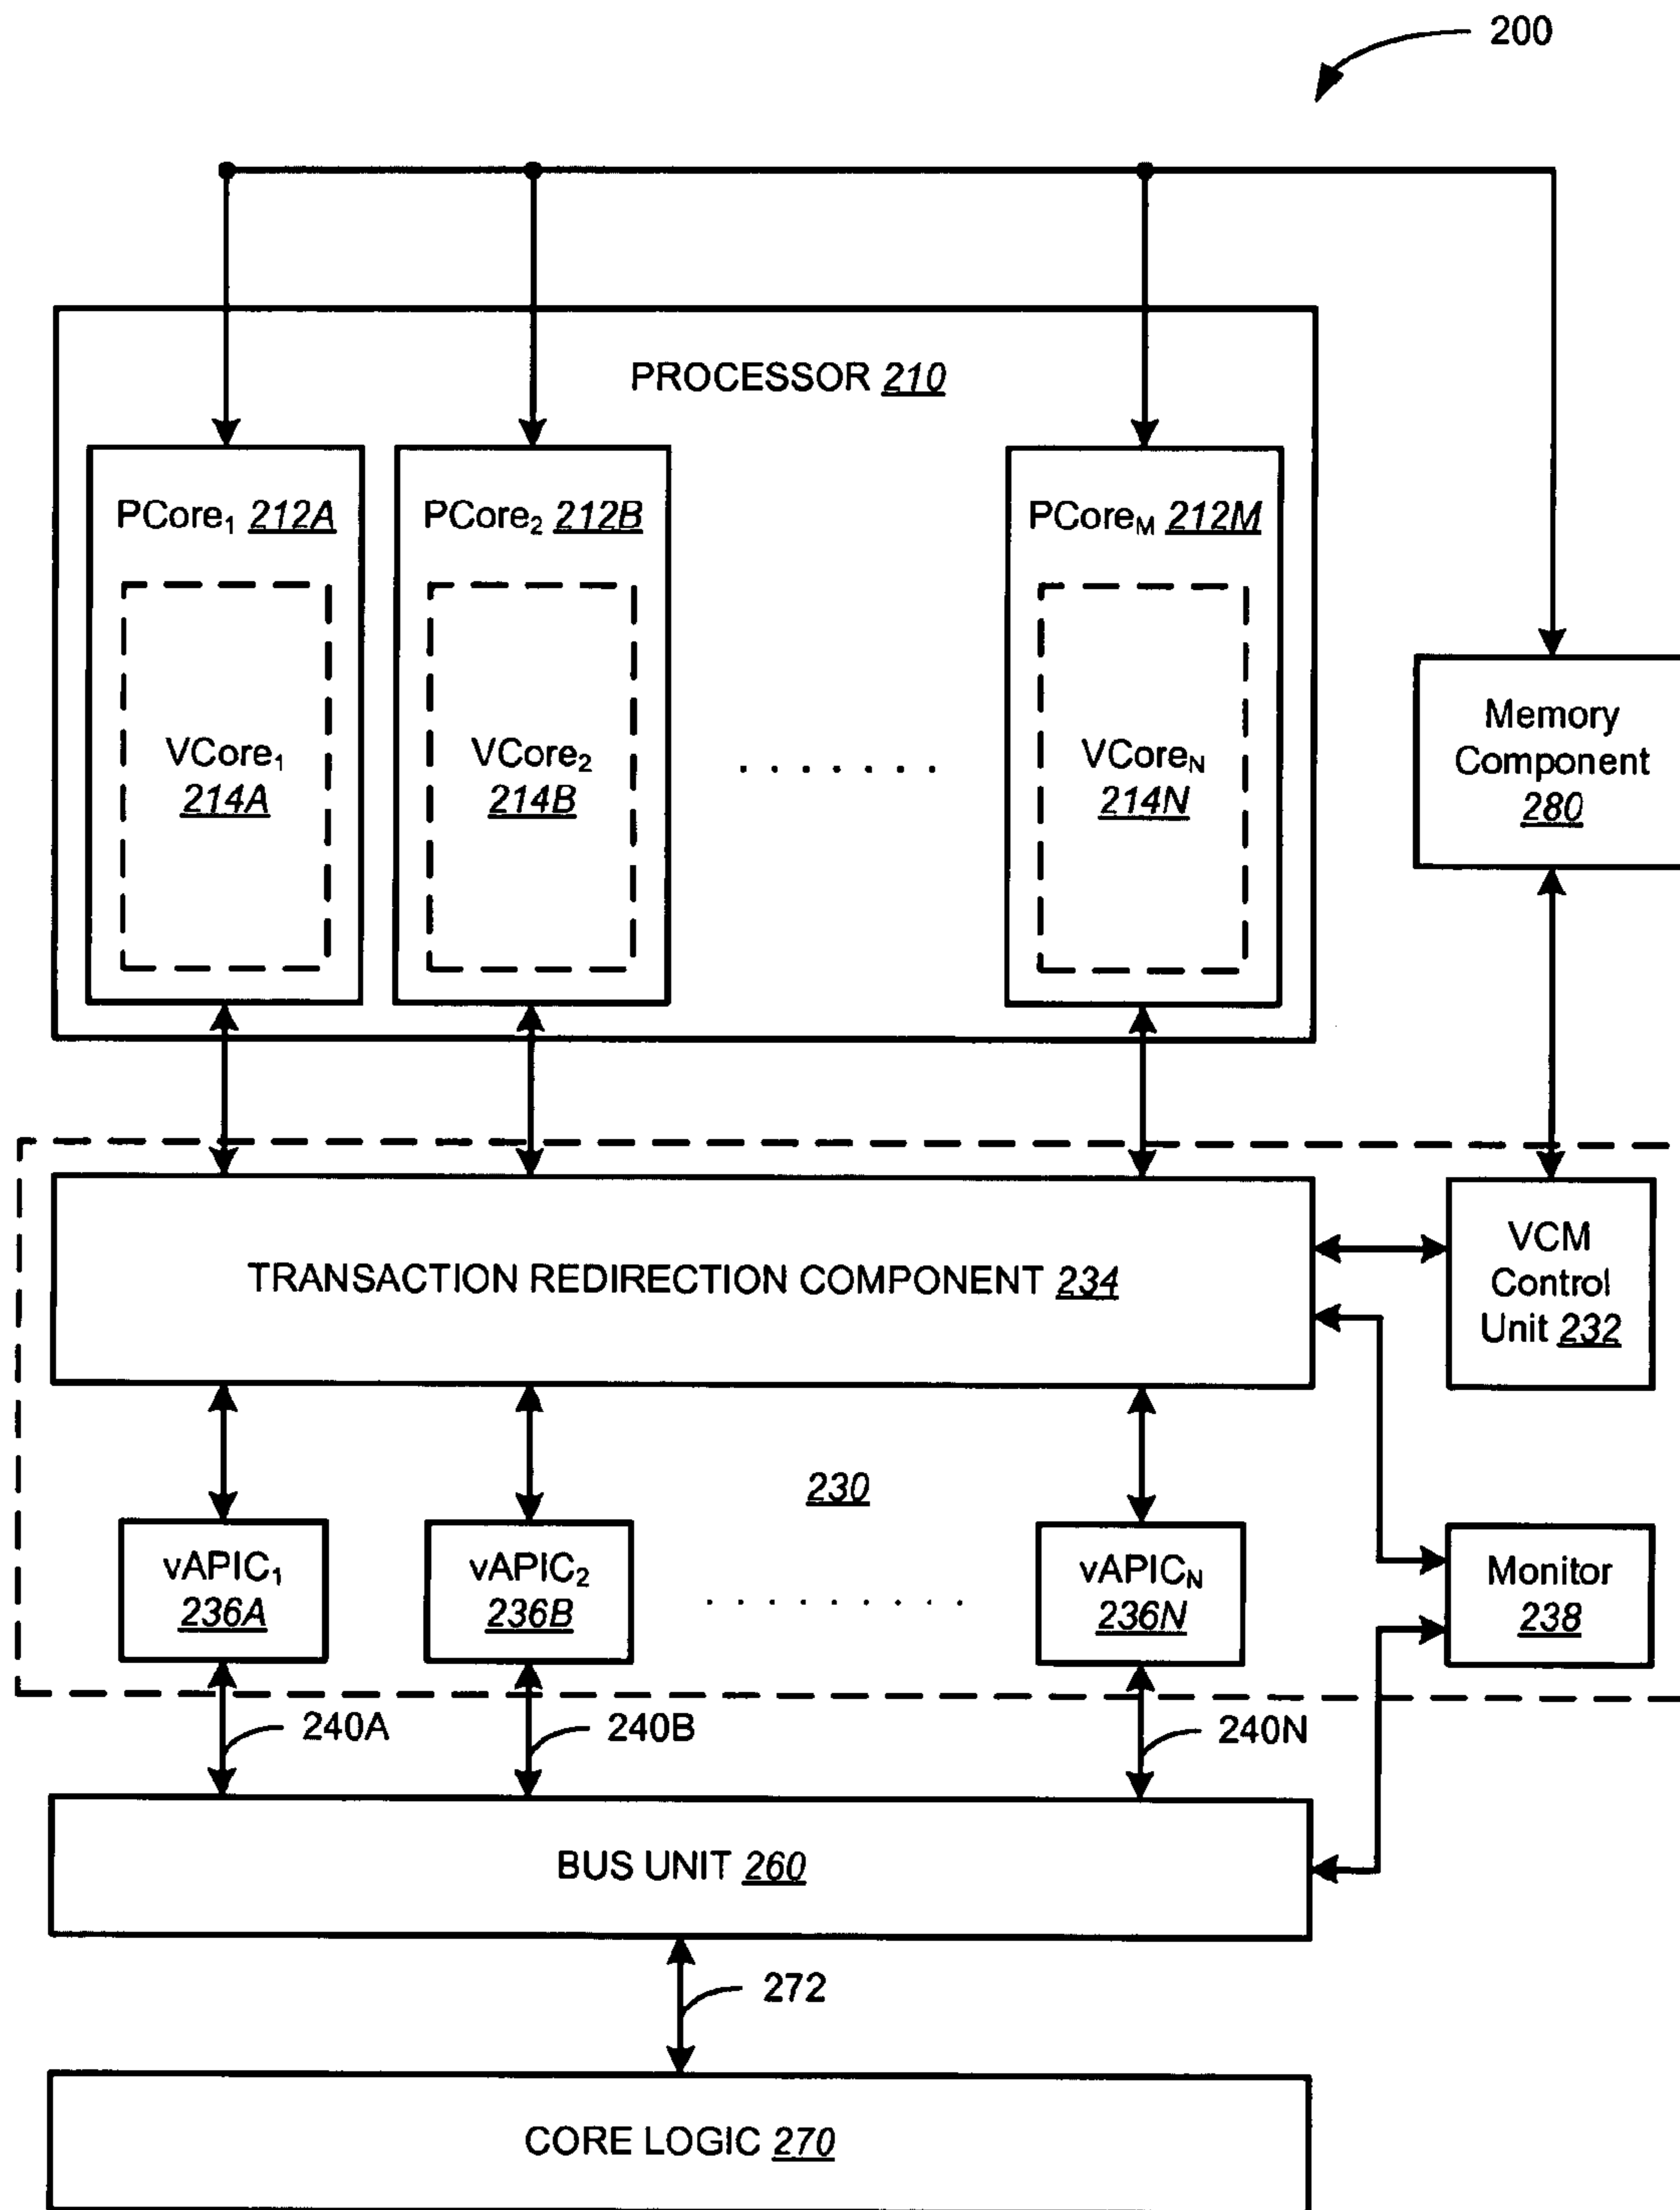 200
PROCESSOR 210
PCore₁ 212A
PCore₂ 212B
PCoreM 212M
VCore₁
214A
VCore₂
214B
. . . . . . .
VCoreN
214N
Memory
Component
280
TRANSACTION REDIRECTION COMPONENT 234
VCM
Control
Unit 232
230
vAPIC₁
236A
vAPIC₂
236B
. . . . . . . . .
vAPICN
236N
Monitor
238
240A
240B
240N
BUS UNIT 260
272
CORE LOGIC 270